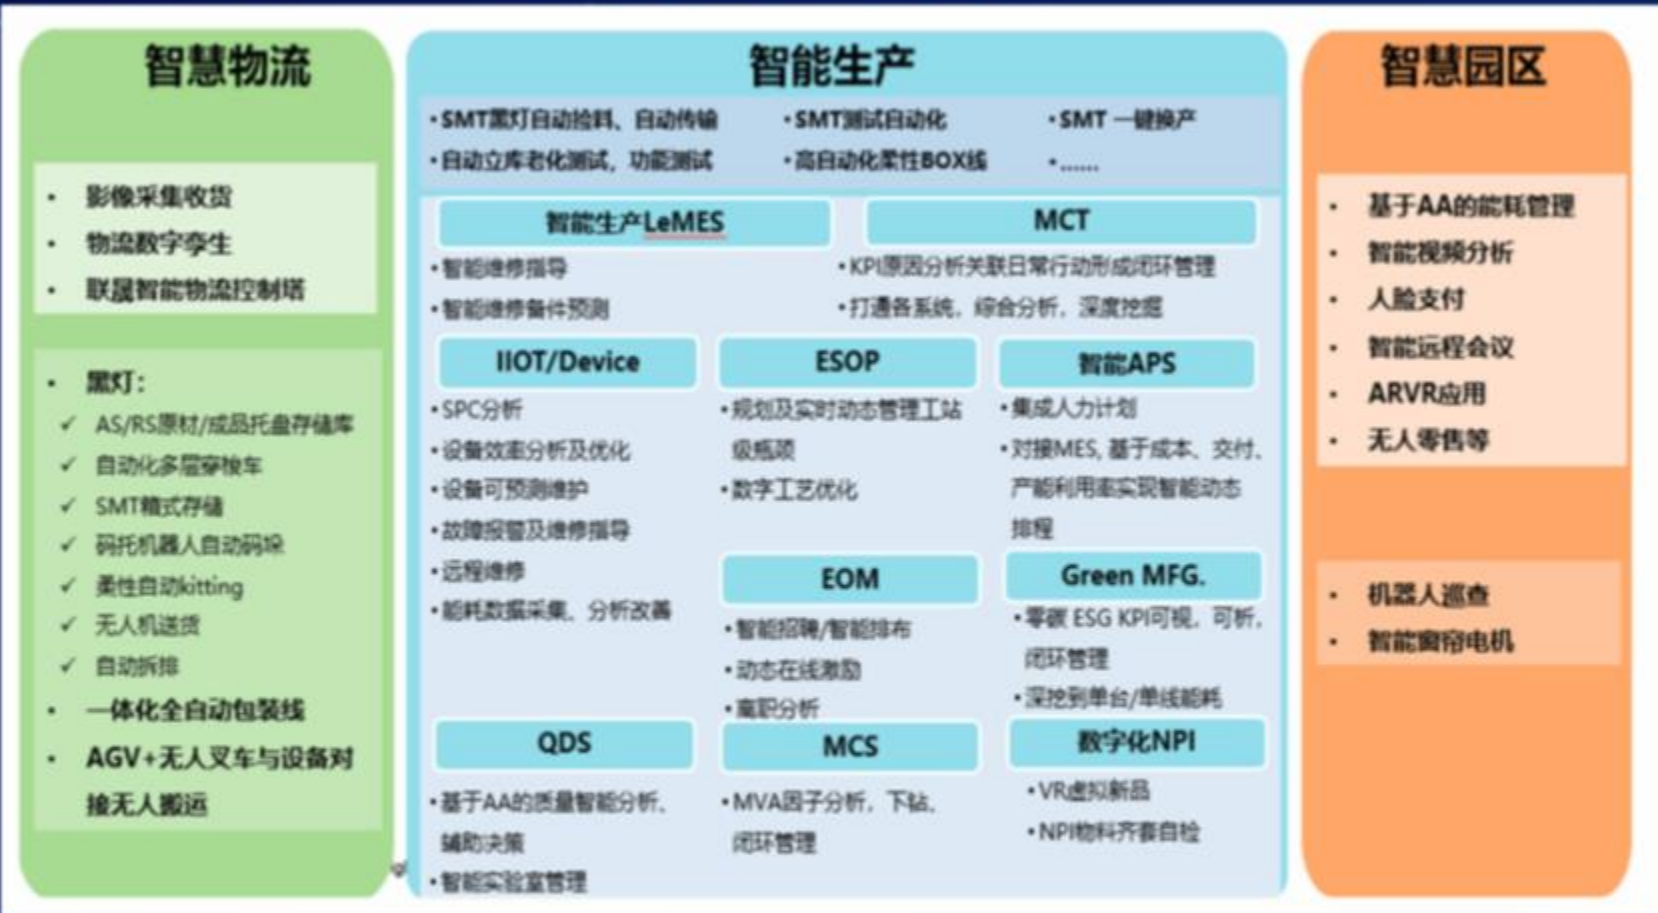 智慧物流
• 影像采集收货
• 物流数字孪生
• 联晟智能物流控制塔
• 黑灯：
✓ AS/RS原材/成品托盘存储库
✓ 自动化多层穿梭车
✓ SMT箱式存储
✓ 码托机器人自动码垛
✓ 柔性自动kitting
✓ 无人机送货
✓ 自动拆排
• 一体化全自动包装线
• AGV+无人叉车与设备对
接无人搬运
智能生产
•SMT黑灯自动捡料、自动传输
•SMT测试自动化
•SMT 一键换产
•自动立库老化测试，功能测试
•高自动化柔性BOX线
•......
智能生产LeMES
•智能维修指导
•智能维修备件预测
MCT
•KPI原因分析关联日常行动形成闭环管理
•打通各系统，综合分析，深度挖掘
IIOT/Device
•SPC分析
•设备效率分析及优化
•设备可预测维护
•故障报警及维修指导
•远程维修
•能耗数据采集、分析改善
ESOP
•规划及实时动态管理工站
级瓶颈
•数字工艺优化
智能APS
•集成人力计划
•对接MES, 基于成本、交付、
产能利用率实现智能动态
排程
EOM
•智能招聘/智能排布
•动态在线激励
•离职分析
Green MFG.
•零碳 ESG KPI可视，可析，
闭环管理
•深挖到单台/单线能耗
QDS
•基于AA的质量智能分析、
辅助决策
•智能实验室管理
MCS
•MVA因子分析，下钻、
闭环管理
数字化NPI
•VR虚拟新品
•NPI物料齐套自检
智慧园区
• 基于AA的能耗管理
• 智能视频分析
• 人脸支付
• 智能远程会议
• ARVR应用
• 无人零售等
• 机器人巡查
• 智能窗帘电机